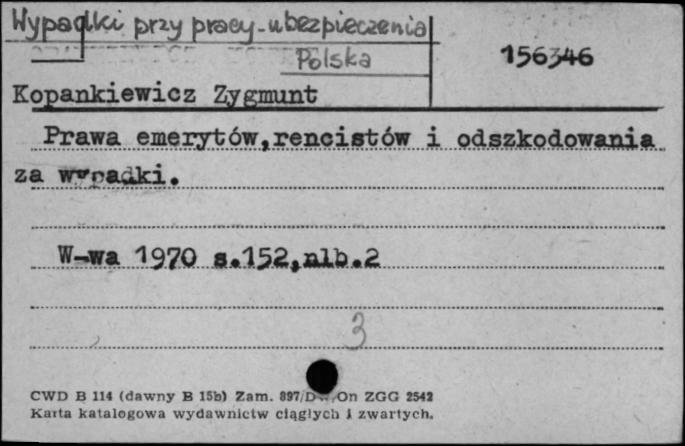 Wypadki przy pracy-ubezpieczenia
Polska
156346
Kopankiewicz Zygmunt
Prawa emerytów,rencistów i odszkodowania
za wypadki.
W-wa 1970 s.152,nlb.2
3
CWD B 114 (dawny B 15b) Zam. 897/D On ZGG 2542
Karta katalogowa wydawnictw ciągłych i zwartych.